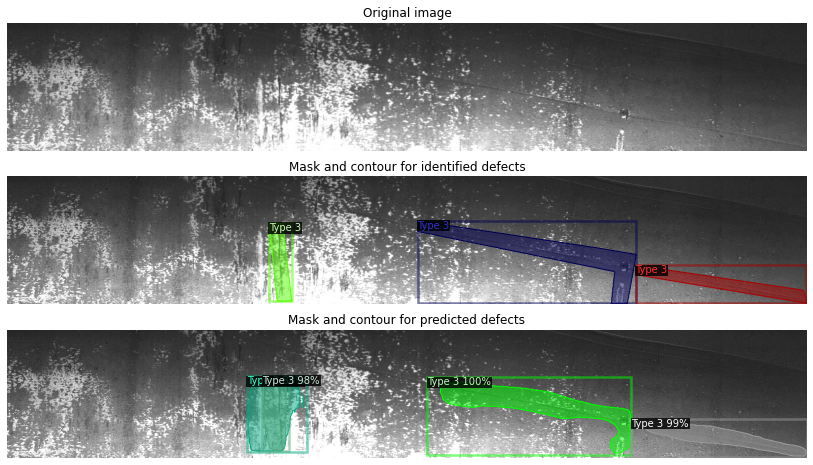 Original image
Mask and contour for identified defects
Type 3
Type 3
Type 3
Mask and contour for predicted defects
Type 3 98%
Type 3 100%
Type 3 99%